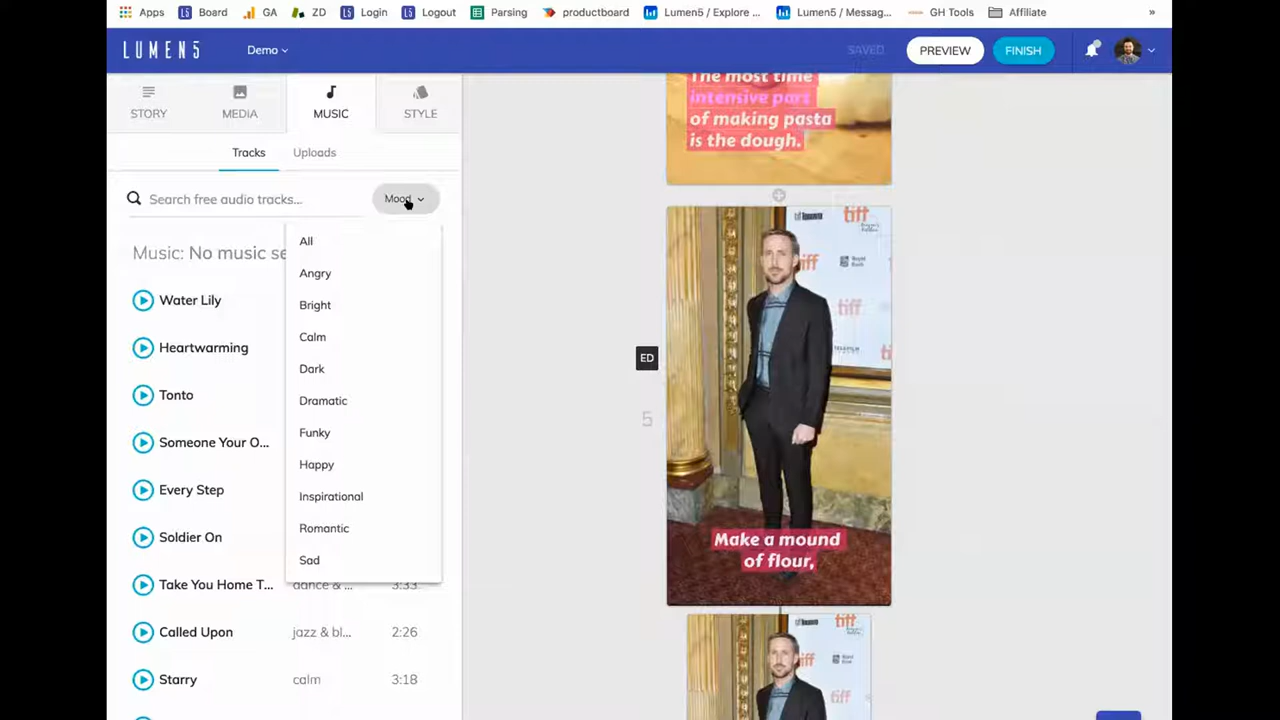 Apps
Board
GA
ZD
Login
Logout
Parsing
productboard
Lumen5 / Explore ...
Lumen5 / Messag...
GH Tools
Affiliate
»
LUMEN5
Demo
SAVED
PREVIEW
FINISH
STORY
MEDIA
MUSIC
STYLE
Tracks
Uploads
Search free audio tracks...
Mood
Music: No music se
All
Angry
Bright
Calm
Dark
Dramatic
Funky
Happy
Inspirational
Romantic
Sad
Water Lily
Heartwarming
Tonto
Someone Your O...
Every Step
Soldier On
Take You Home T...
dance & ...
3:33
Called Upon
jazz & bl...
2:26
Starry
calm
3:18
The most time
intensive part
of making pasta
is the dough.
ED
5
tiff
tiff
Make a mound
of flour,
tiff